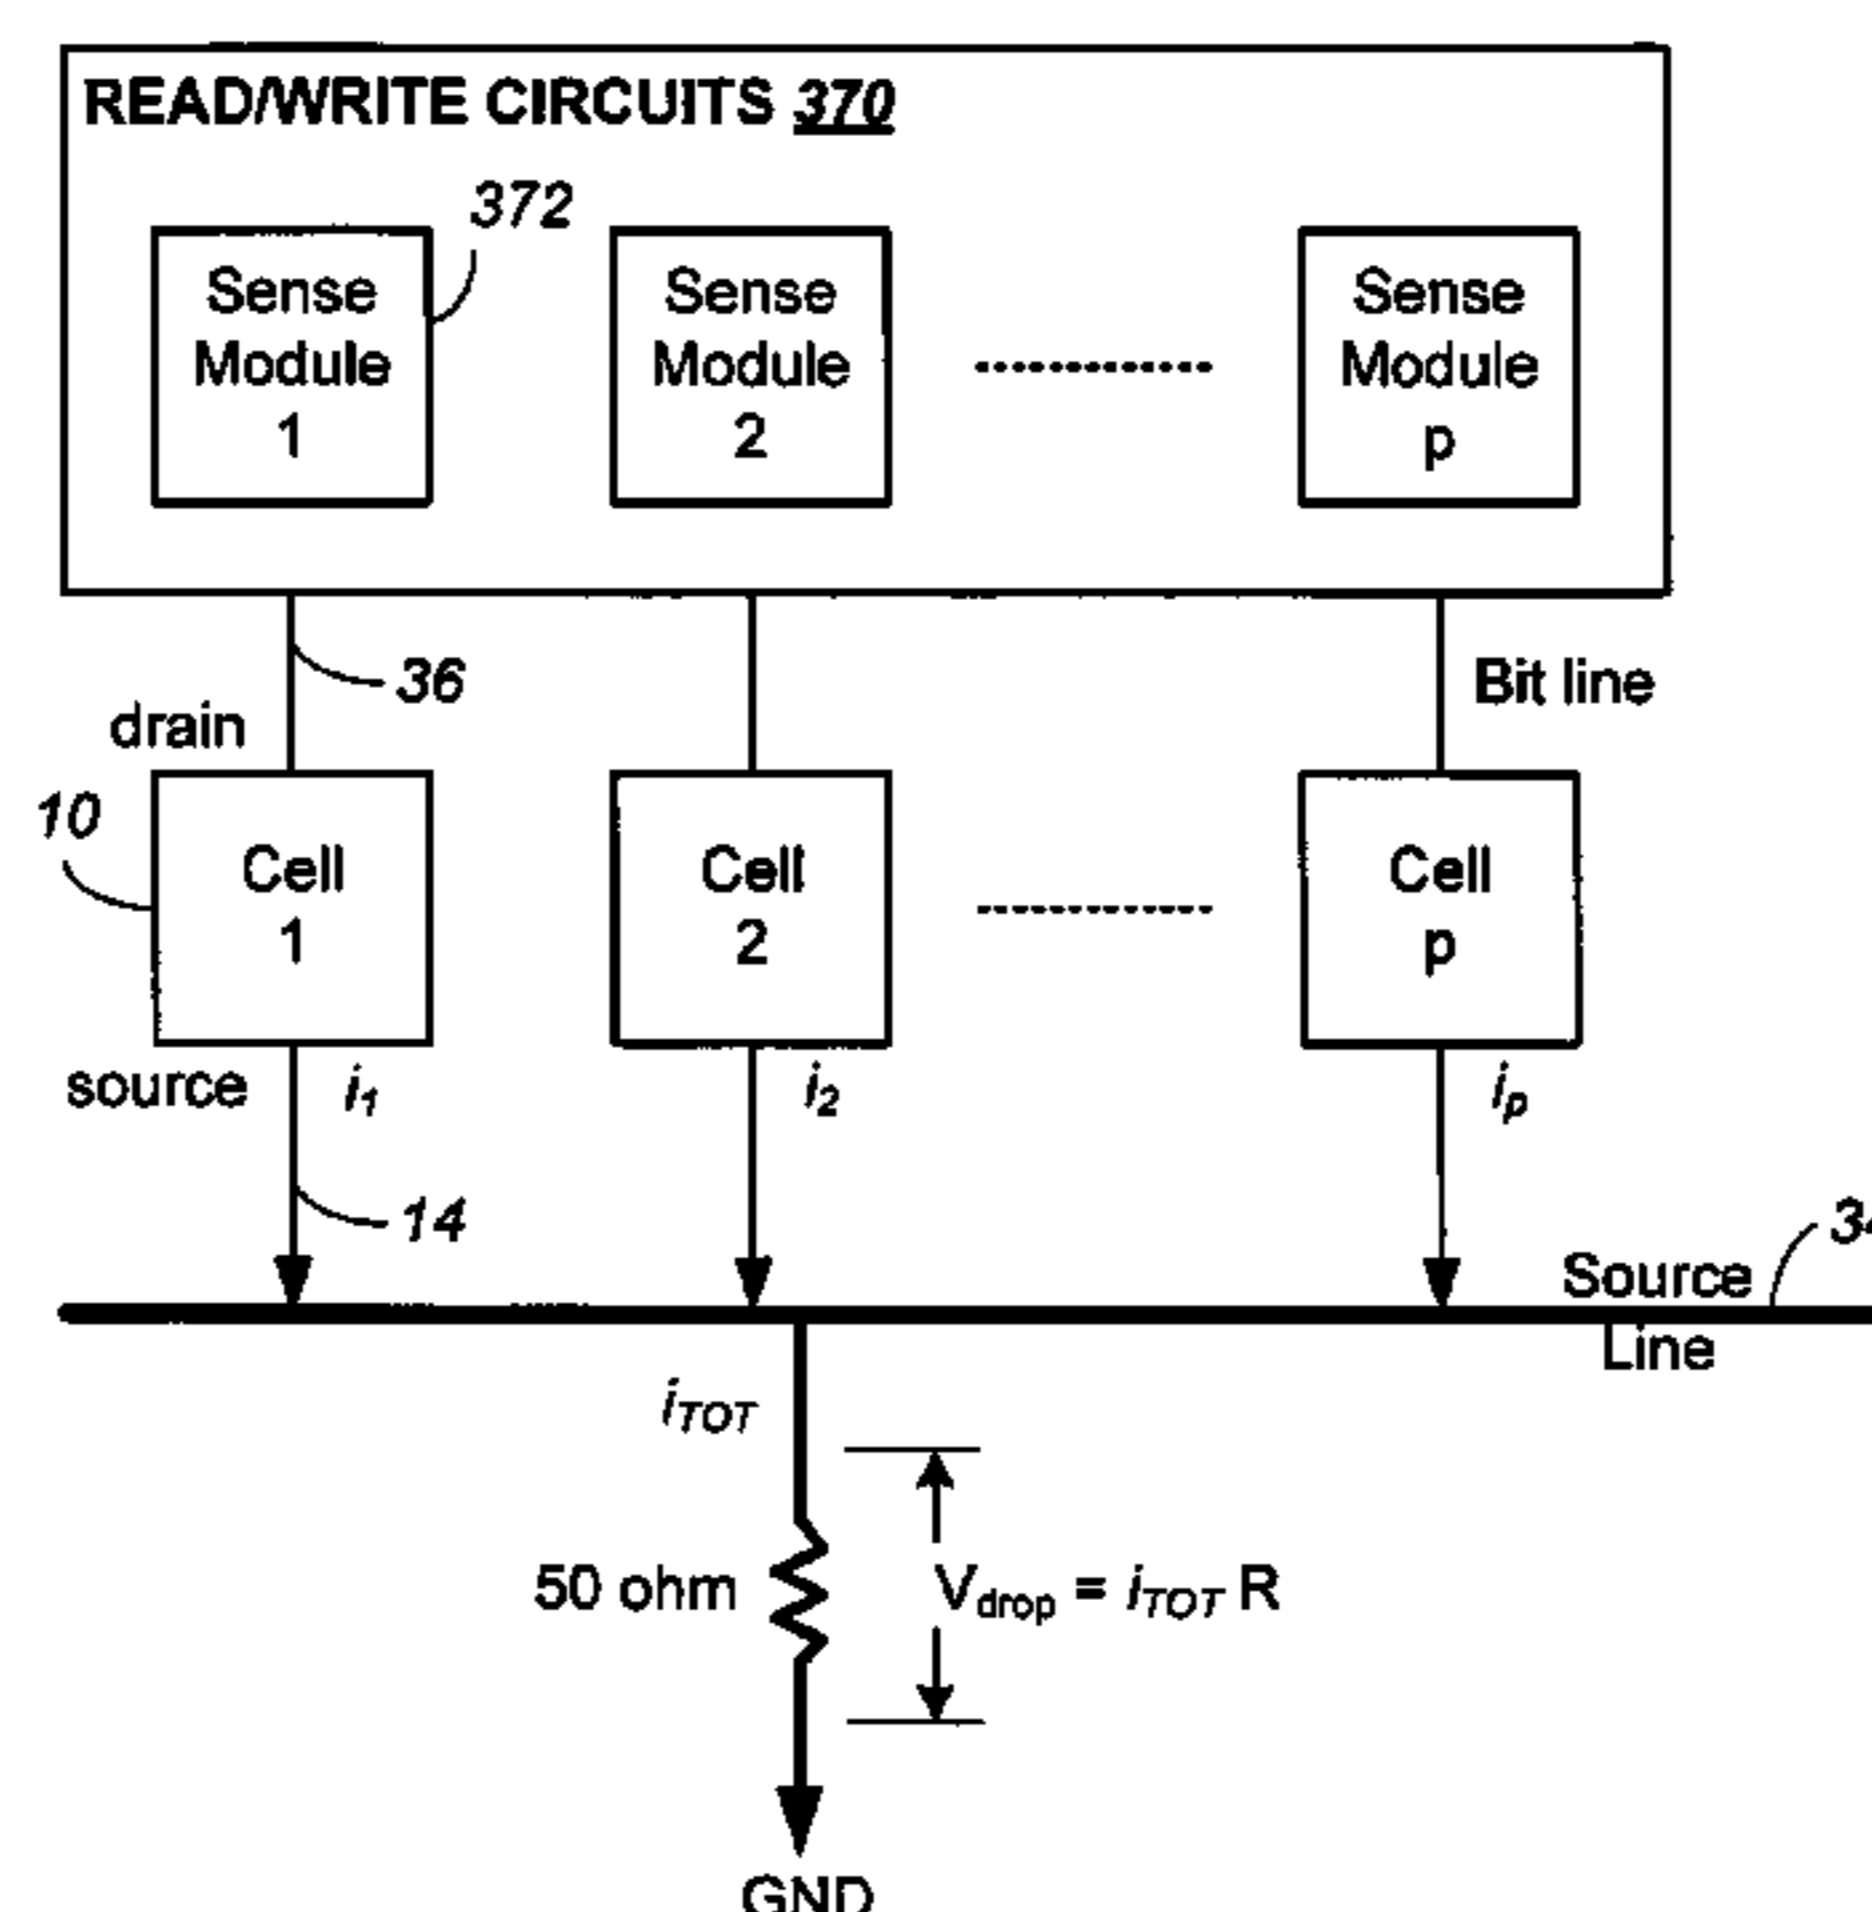 READ/WRITE CIRCUITS 370
372
Sense
Module
1
Sense
Module
2
Sense
Module
p
36
Bit line
drain
10
Cell
1
Cell
2
Cell
p
source
i1
i2
ip
14
Source
Line
iTOT
50 ohm
Vdrop = iTOT R
GND